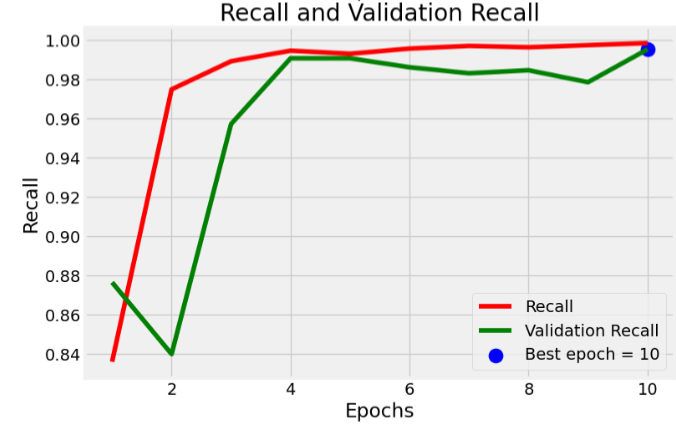 Recall and Validation Recall
1.00
0.98
0.96
0.94
0.92
0.90
0.88
0.86
0.84
Recall
Recall
Validation Recall
Best epoch = 10
2 4 6 8 10
Epochs